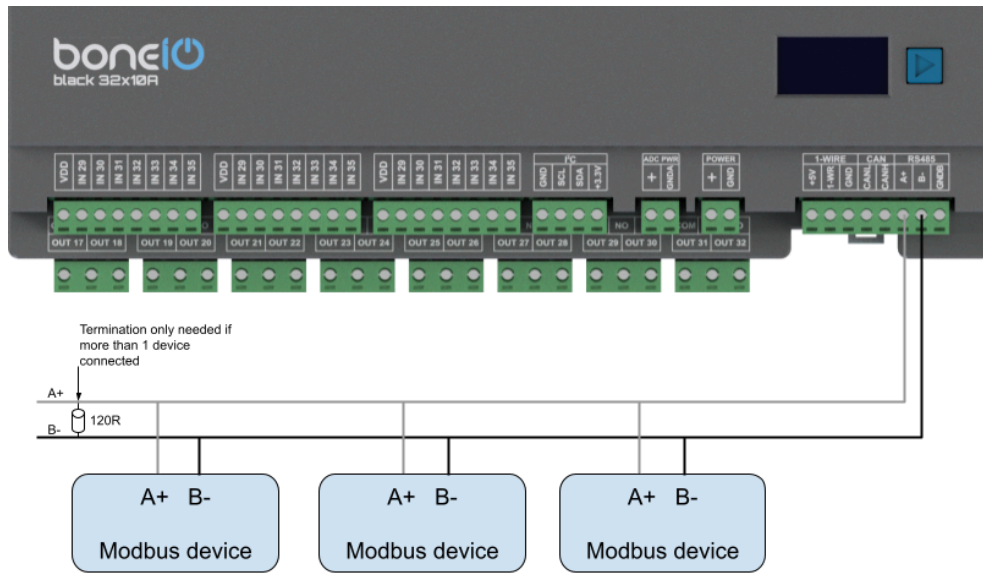 boneIO
black 32x10A
VDD IN 29 IN 30 IN 31 IN 32 IN 33 IN 34 IN 35
VDD IN 29 IN 30 IN 31 IN 32 IN 33 IN 34 IN 35
VDD IN 29 IN 30 IN 31 IN 32 IN 33 IN 34 IN 35
I²C
GND SCL SDA +3.3V
ADC PWR
+ GNDA
POWER
+ GND
1-WIRE CAN RS485
+5V 1-WR GND CANL CANH A+ B- GNDE
NO
OUT 17 OUT 18 OUT 19 OUT 20 OUT 21 OUT 22 OUT 23 OUT 24 OUT 25 OUT 26 OUT 27 OUT 28 OUT 29 OUT 30 OUT 31 OUT 32
Termination only needed if
more than 1 device
connected
A+
120R
B-
A+ B-
Modbus device
A+ B-
Modbus device
A+ B-
Modbus device